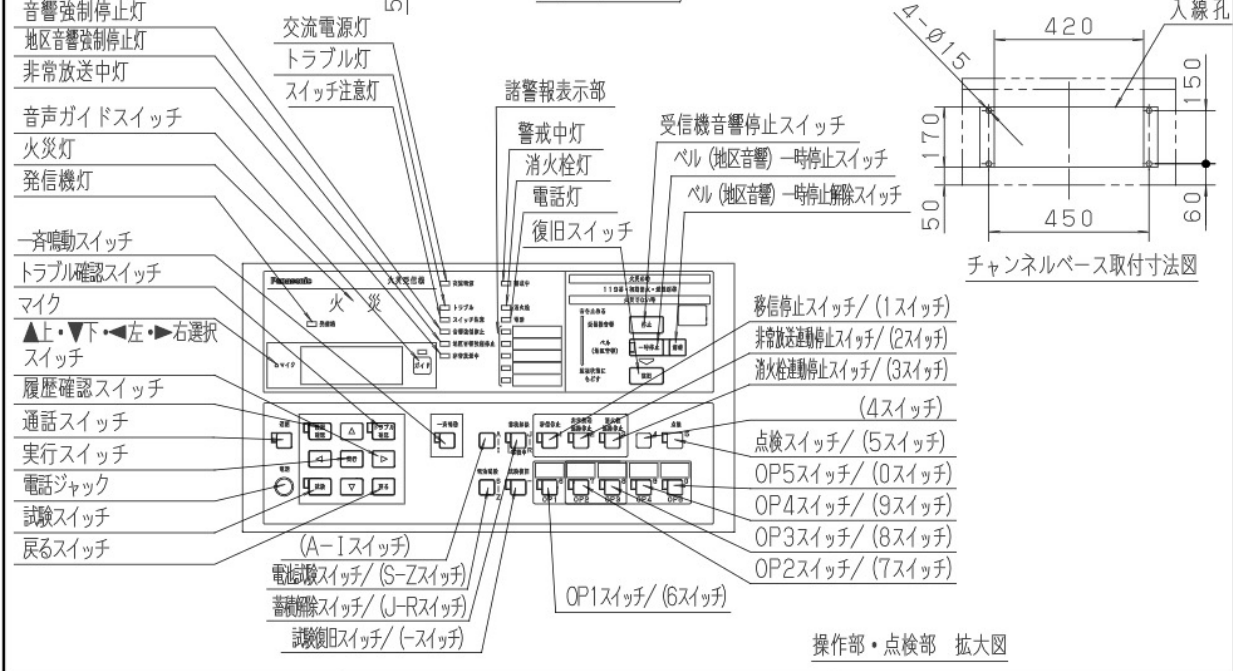 音響強制停止灯
地区音響強制停止灯
非常放送中灯
音声ガイドスイッチ
火災灯
発信機灯
一斉鳴動スイッチ
トラブル確認スイッチ
マイク
▲上・▼下・◀左・▶右選択
スイッチ
履歴確認スイッチ
通話スイッチ
実行スイッチ
電話ジャック
試験スイッチ
戻るスイッチ
交流電源灯
トラブル灯
スイッチ注意灯
諸警報表示部
警戒中灯
消火栓灯
電話灯
復旧スイッチ
受信機音響停止スイッチ
ベル(地区音響)一時停止スイッチ
ベル(地区音響)一時停止解除スイッチ
入線孔
4-Ø15
420
150
170
50
450
60
チャンネルベース取付寸法図
Panasonic
火災受信機
火 災
マイク
ガイド
トラブル
停止
一時停止
移信停止スイッチ/(1スイッチ)
非常放送連動停止スイッチ/(2スイッチ)
消火栓連動停止スイッチ/(3スイッチ)
(4スイッチ)
点検スイッチ/(5スイッチ)
OP5スイッチ/(0スイッチ)
OP4スイッチ/(9スイッチ)
OP3スイッチ/(8スイッチ)
OP2スイッチ/(7スイッチ)
OP1 OP2 OP3 OP4 OP5
(A-Iスイッチ)
電池試験スイッチ/(S-Zスイッチ)
蓄積解除スイッチ/(J-Rスイッチ)
試験復旧スイッチ/(-スイッチ)
OP1スイッチ/(6スイッチ)
操作部・点検部 拡大図